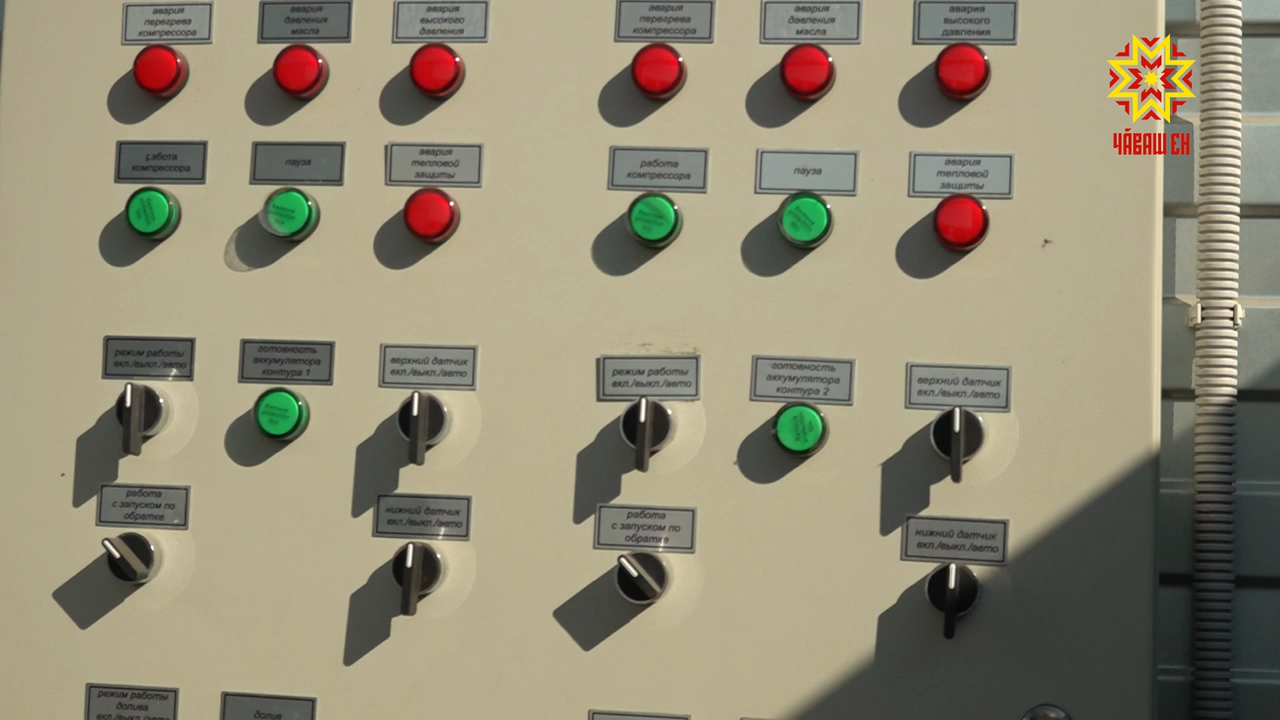 авария
перегрева
компрессора
авария
давления
масла
авария
высокого
давления
авария
перегрева
компрессора
авария
давления
масла
авария
высокого
давления
ЧӐВАШ ЕН
работа
компрессора
пауза
авария
тепловой
защиты
работа
компрессора
пауза
авария
тепловой
защиты
режим работы
вкл./выкл./авто
готовность
аккумулятора
контура 1
верхний датчик
вкл./выкл./авто
режим работы
вкл./выкл./авто
готовность
аккумулятора
контура 2
верхний датчик
вкл./выкл./авто
работа
с запуском по
обратке
нижний датчик
вкл./выкл./авто
работа
с запуском по
обратке
нижний датчик
вкл./выкл./авто
режим работы
долива
вкл./выкл./авто
долив